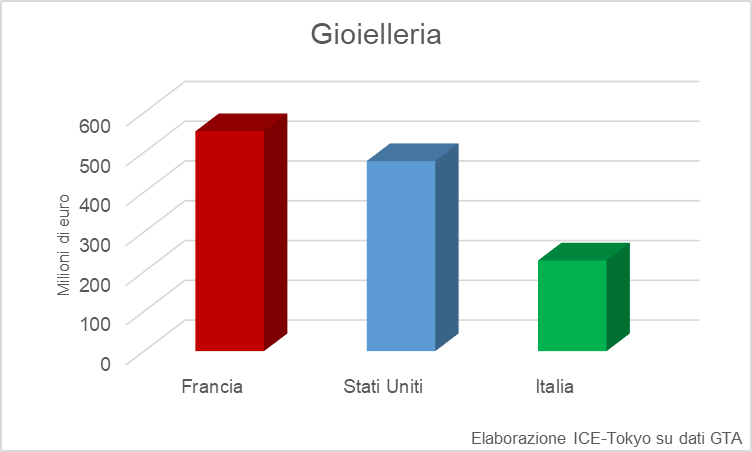 Gioielleria
600
500
400
300
200
100
0
Milioni di euro
Francia
Stati Uniti
Italia
Elaborazione ICE-Tokyo su dati GTA